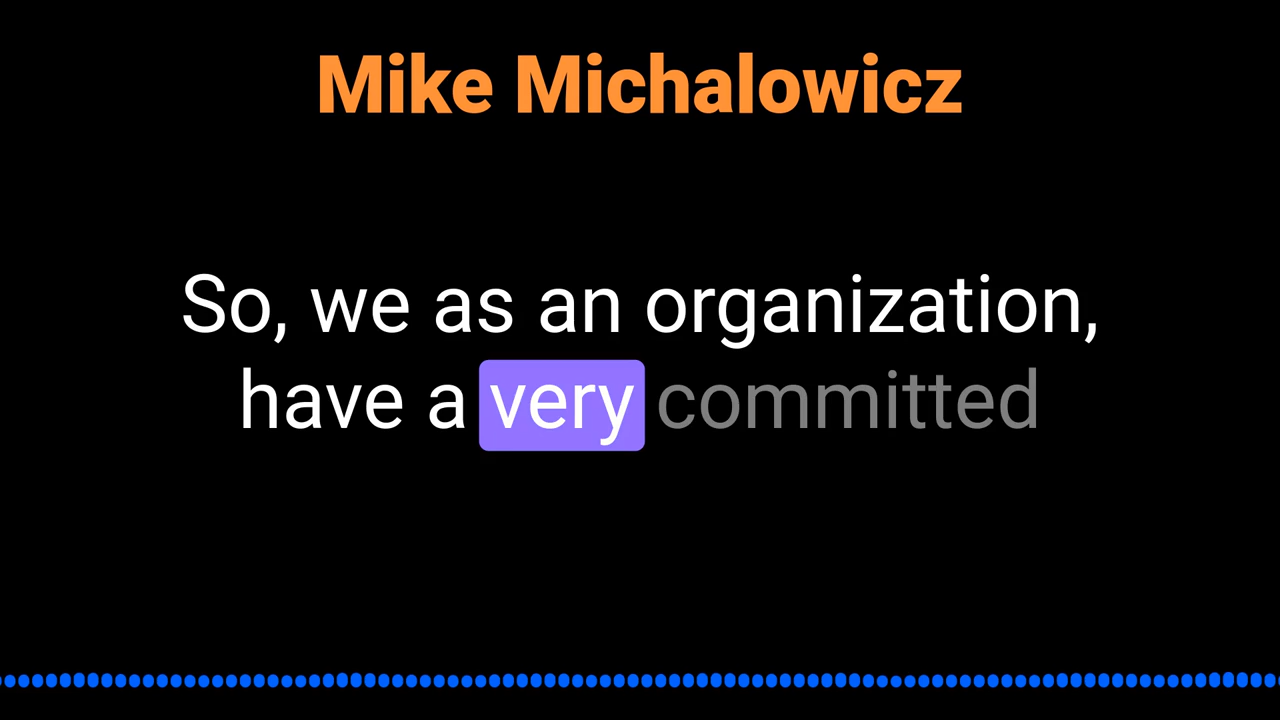 Mike Michalowicz
So, we as an organization,
have a very committed